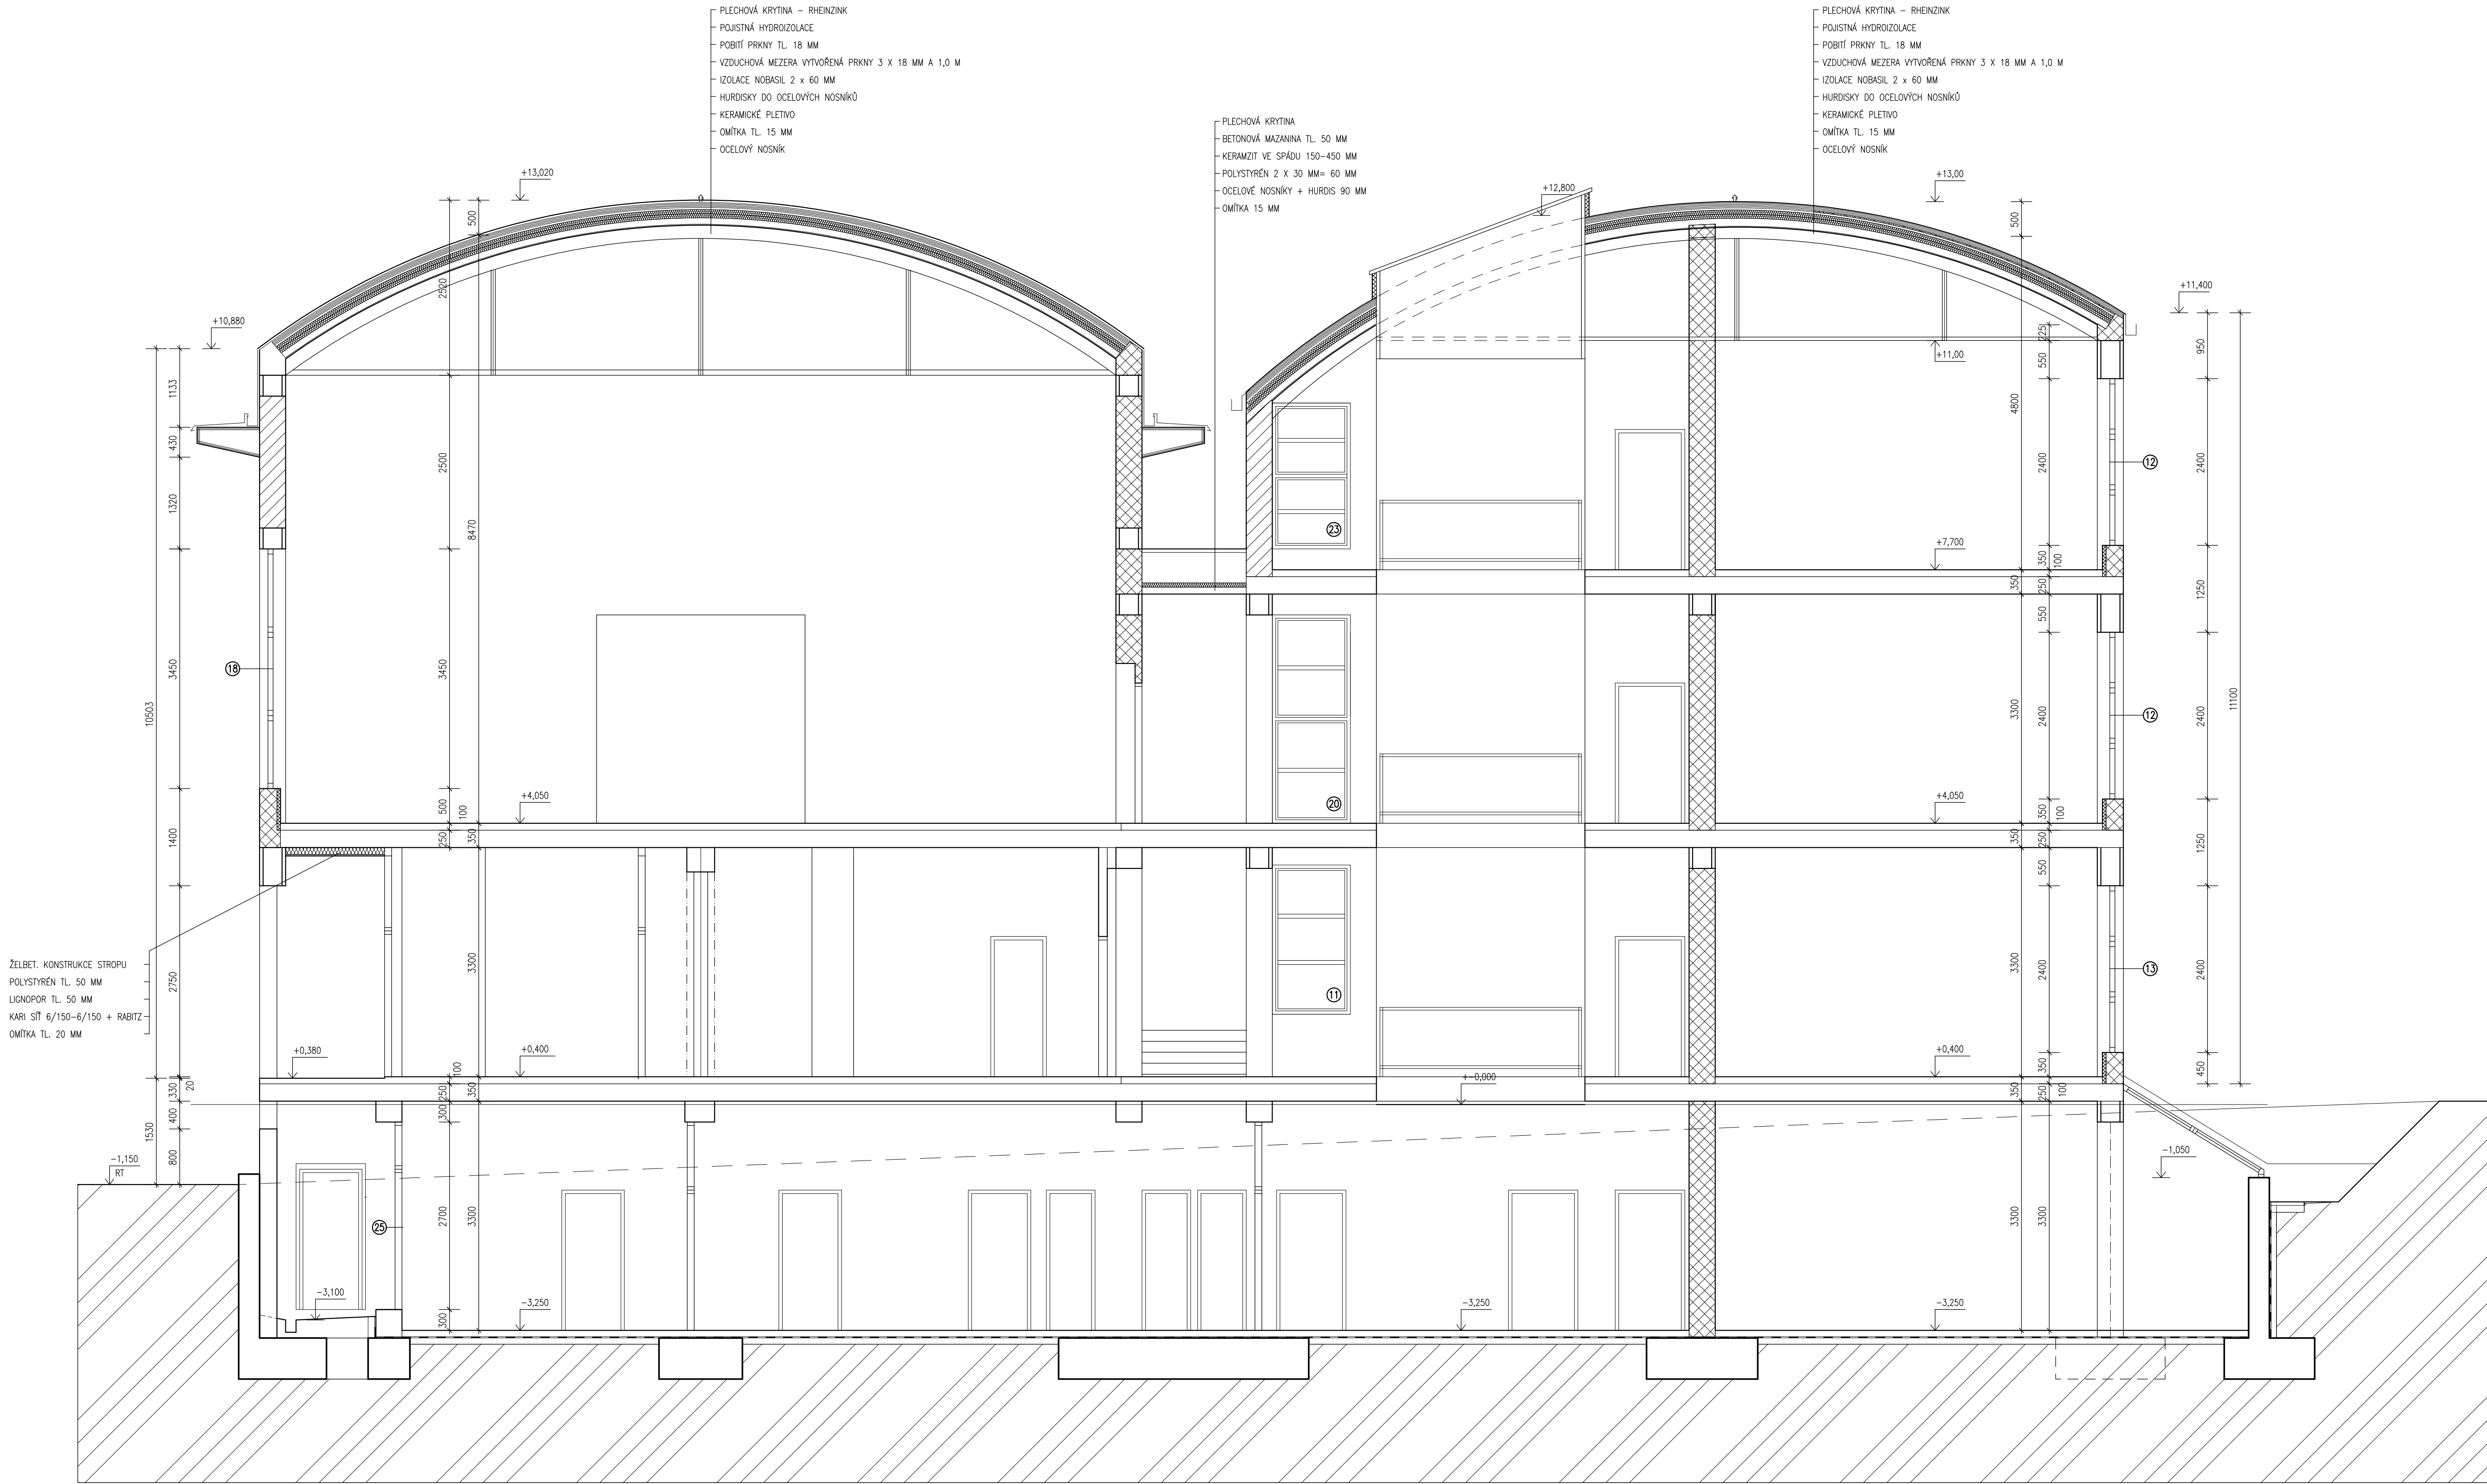 PLECHOVÁ KRYTINA – RHEINZINK
POJISTNÁ HYDROIZOLACE
POBITÍ PRKNY TL. 18 MM
VZDUCHOVÁ MEZERA VYTVOŘENÁ PRKNY 3 X 18 MM A 1,0 M
IZOLACE NOBASIL 2 x 60 MM
HURDISKY DO OCELOVÝCH NOSNÍKŮ
KERAMICKÉ PLETIVO
OMÍTKA TL. 15 MM
OCELOVÝ NOSNÍK
PLECHOVÁ KRYTINA
BETONOVÁ MAZANINA TL. 50 MM
KERAMZIT VE SPÁDU 150–450 MM
POLYSTYRÉN 2 X 30 MM= 60 MM
OCELOVÉ NOSNÍKY + HURDIS 90 MM
OMÍTKA 15 MM
PLECHOVÁ KRYTINA – RHEINZINK
POJISTNÁ HYDROIZOLACE
POBITÍ PRKNY TL. 18 MM
VZDUCHOVÁ MEZERA VYTVOŘENÁ PRKNY 3 X 18 MM A 1,0 M
IZOLACE NOBASIL 2 x 60 MM
HURDISKY DO OCELOVÝCH NOSNÍKŮ
KERAMICKÉ PLETIVO
OMÍTKA TL. 15 MM
OCELOVÝ NOSNÍK
ŽELBET. KONSTRUKCE STROPU
POLYSTYRÉN TL. 50 MM
LIGNOPOR TL. 50 MM
KARI SÍŤ 6/150–6/150 + RABITZ
OMÍTKA TL. 20 MM
+13,020
+12,800
+13,00
+11,400
+10,880
+11,00
+7,700
+4,050
+4,050
+0,380
+0,400
+0,400
+-0,000
-1,150
RT
-1,050
-3,100
-3,250
-3,250
-3,250
10503
1530
1133
430
1320
3450
1400
2750
20
330
400
800
2520
2500
3450
500
250
100
250
300
2700
300
500
8470
100
350
3300
350
3300
500
4800
350
3300
350
3300
350
3300
225
550
2400
350
100
250
550
2400
350
100
250
550
2400
350
100
250
3300
950
2400
1250
2400
1250
2400
450
11100
18
25
23
20
11
12
12
13